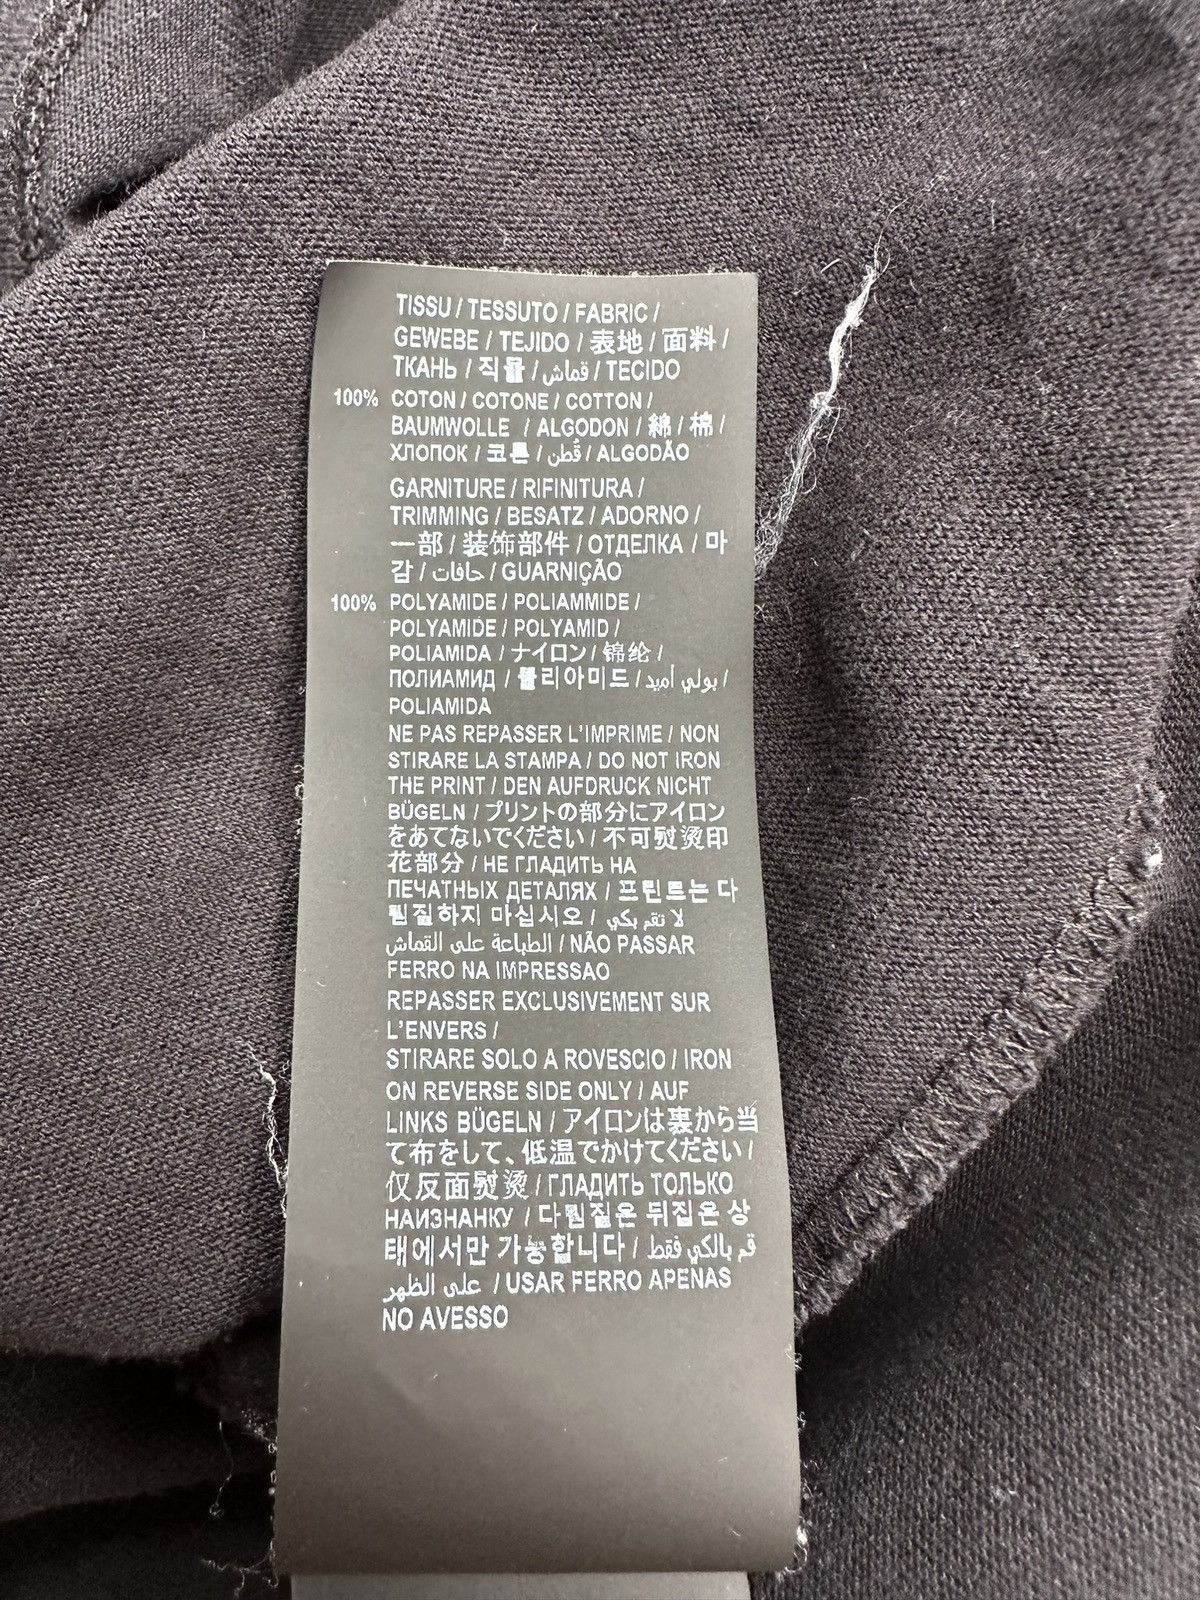 TISSU / TESSUTO / FABRIC /
GEWEBE / TEJIDO / 表地 / 面料 /
ТКАНЬ / 직물 / قماش / TECIDO
100% COTON / COTONE / COTTON /
BAUMWOLLE / ALGODON / 綿 / 棉 /
ХЛОПОК / 코튼 / قُطن / ALGODÃO
GARNITURE / RIFINITURA /
TRIMMING / BESATZ / ADORNO /
一部 / 装饰部件 / ОТДЕЛКА / 마
감 / حافات / GUARNIÇÃO
100% POLYAMIDE / POLIAMMIDE /
POLYAMIDE / POLYAMID /
POLIAMIDA / ナイロン / 锦纶 /
ПОЛИАМИД / 폴리아미드 / بولي أميد /
POLIAMIDA
NE PAS REPASSER L'IMPRIME / NON
STIRARE LA STAMPA / DO NOT IRON
THE PRINT / DEN AUFDRUCK NICHT
BÜGELN / プリントの部分にアイロン
をあてないでください / 不可熨烫印
花部分 / НЕ ГЛАДИТЬ НА
ПЕЧАТНЫХ ДЕТАЛЯХ / 프린트는 다
림질하지 마십시오 / لا تقم بكي
الطباعة على القماش / NÃO PASSAR
FERRO NA IMPRESSAO
REPASSER EXCLUSIVEMENT SUR
L'ENVERS /
STIRARE SOLO A ROVESCIO / IRON
ON REVERSE SIDE ONLY / AUF
LINKS BÜGELN / アイロンは裏から当
て布をして、低温でかけてください /
仅反面熨烫 / ГЛАДИТЬ ТОЛЬКО
НАИЗНАНКУ / 다림질은 뒤집은 상
태에서만 가능합니다 / قم بالكي فقط
على الظهر / USAR FERRO APENAS
NO AVESSO